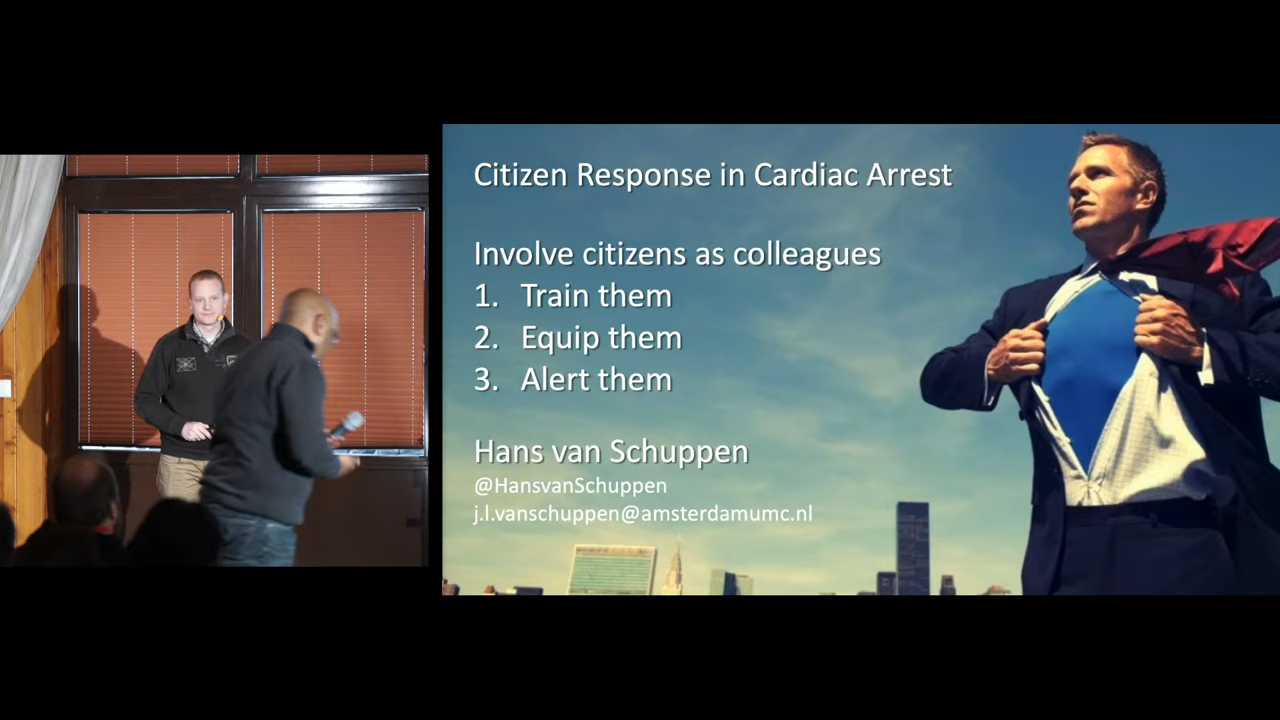 Citizen Response in Cardiac Arrest
Involve citizens as colleagues
1. Train them
2. Equip them
3. Alert them
Hans van Schuppen
@HansvanSchuppen
j.l.vanschuppen@amsterdamumc.nl